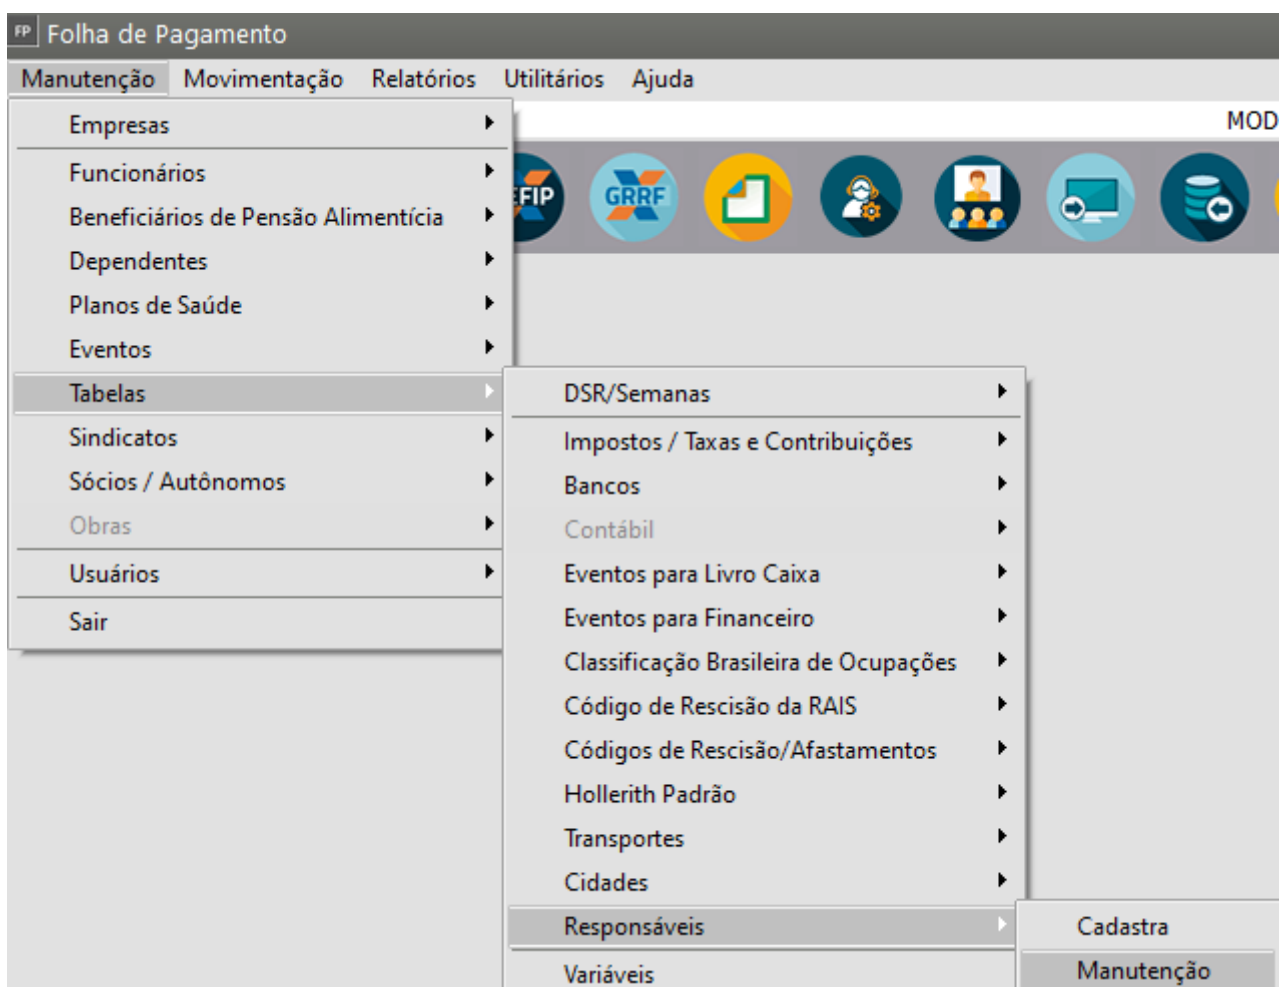 FP Folha de Pagamento
Manutenção Movimentação Relatórios Utilitários Ajuda
MOD
EFIP GRRF
Empresas
Funcionários
Beneficiários de Pensão Alimentícia
Dependentes
Planos de Saúde
Eventos
Tabelas
Sindicatos
Sócios / Autônomos
Obras
Usuários
Sair
DSR/Semanas
Impostos / Taxas e Contribuições
Bancos
Contábil
Eventos para Livro Caixa
Eventos para Financeiro
Classificação Brasileira de Ocupações
Código de Rescisão da RAIS
Códigos de Rescisão/Afastamentos
Hollerith Padrão
Transportes
Cidades
Responsáveis
Variáveis
Cadastra
Manutenção